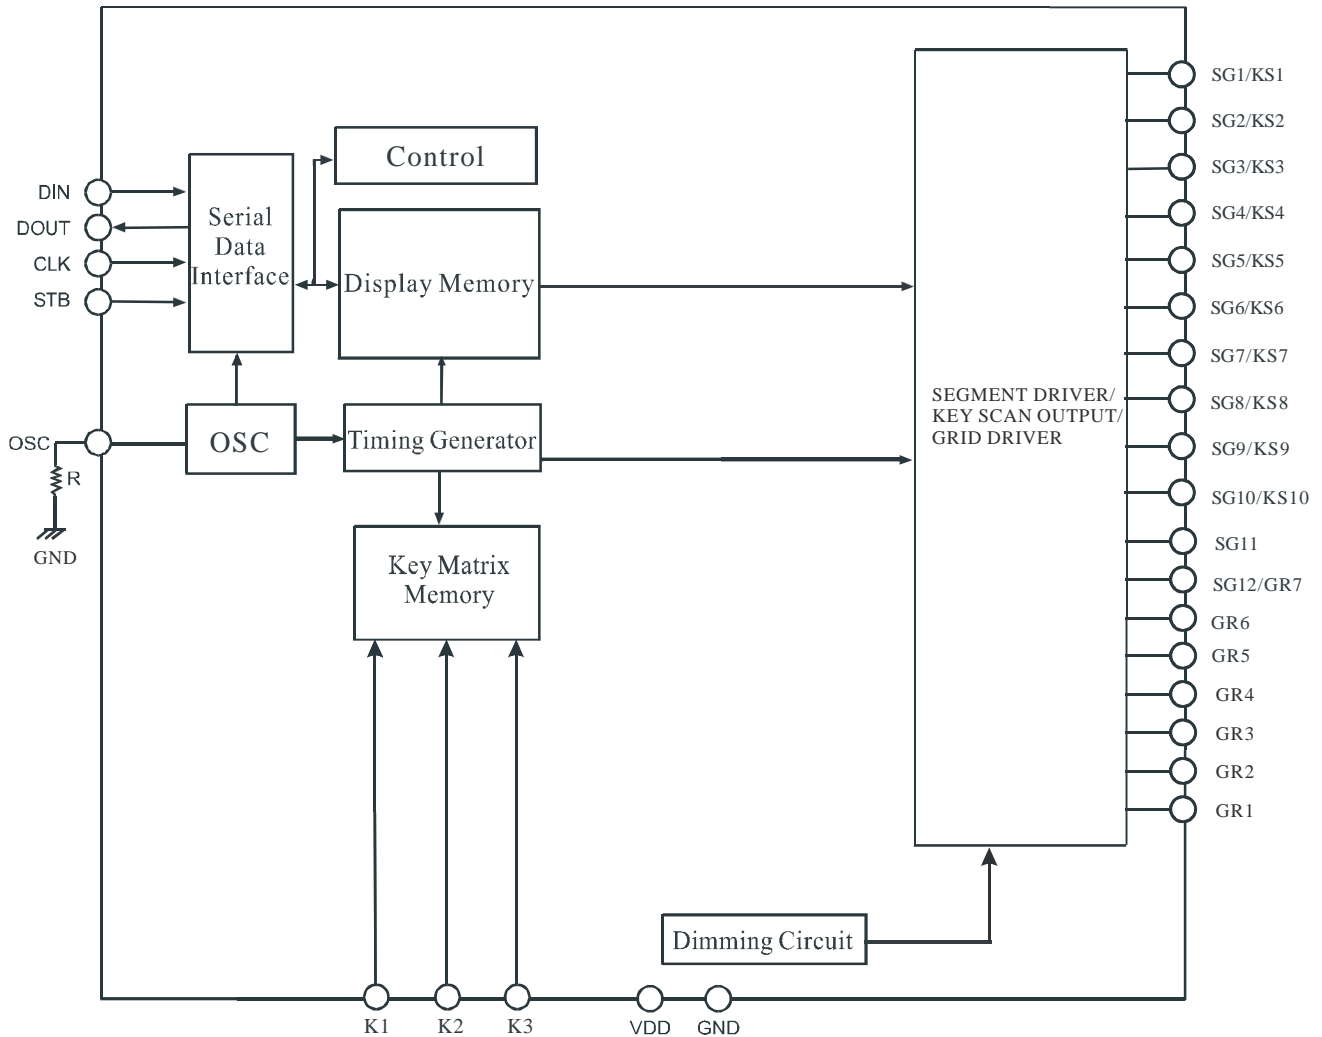 SG1/KS1
SG2/KS2
Control
SG3/KS3
DIN
DOUT
CLK
STB
Serial
Data
Interface
Display Memory
SG4/KS4
SG5/KS5
SG6/KS6
SG7/KS7
SEGMENT DRIVER/
KEY SCAN OUTPUT/
GRID DRIVER
SG8/KS8
OSC
R
GND
OSC
Timing Generator
SG9/KS9
SG10/KS10
Key Matrix
Memory
SG11
SG12/GR7
GR6
GR5
GR4
GR3
GR2
GR1
Dimming Circuit
K1
K2
K3
VDD
GND